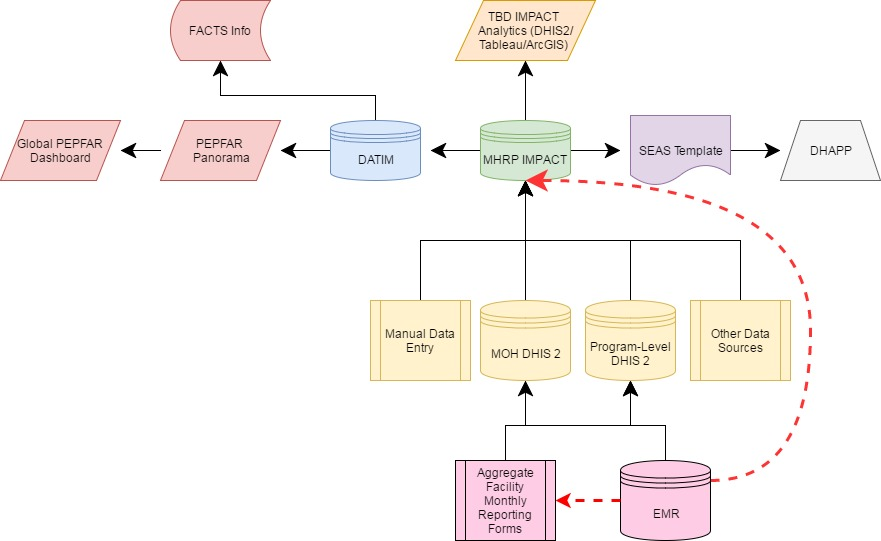 FACTS Info
TBD IMPACT
Analytics (DHIS2/
Tableau/ArcGIS)
Global PEPFAR
Dashboard
PEPFAR
Panorama
DATIM
MHRP IMPACT
SEAS Template
DHAPP
Manual Data
Entry
MOH DHIS 2
Program-Level
DHIS 2
Other Data
Sources
Aggregate
Facility
Monthly
Reporting
Forms
EMR